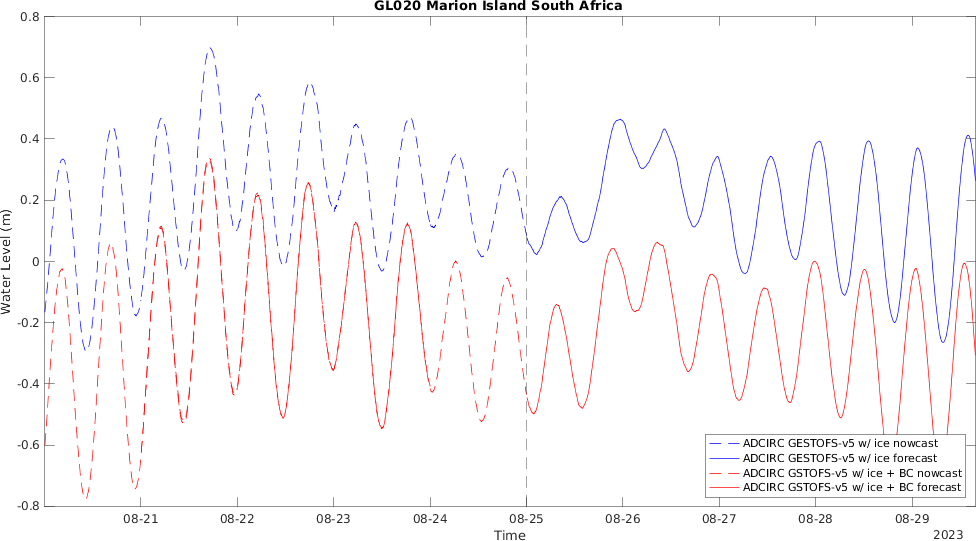 GL020 Marion Island South Africa
0.8
0.6
0.4
0.2
0
-0.2
-0.4
-0.6
-0.8
Water Level (m)
ADCIRC GESTOFS-v5 w/ ice nowcast
ADCIRC GESTOFS-v5 w/ ice forecast
ADCIRC GSTOFS-v5 w/ ice + BC nowcast
ADCIRC GSTOFS-v5 w/ ice + BC forecast
08-21 08-22 08-23 08-24 08-25 08-26 08-27 08-28 08-29
Time
2023